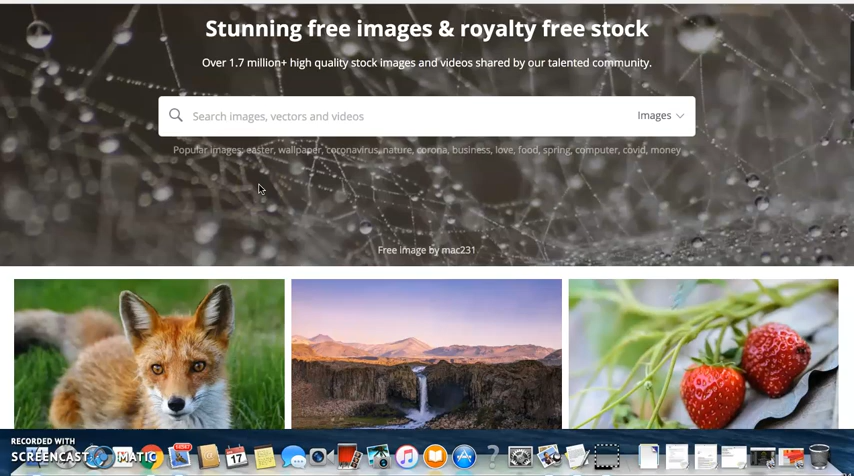 Stunning free images & royalty free stock
Over 1.7 million+ high quality stock images and videos shared by our talented community.
Search images, vectors and videos
Images
Popular images: easter, wallpaper, coronavirus, nature, corona, business, love, food, spring, computer, covid, money
Free image by mac231
RECORDED WITH
SCREENCAST MATIC
17